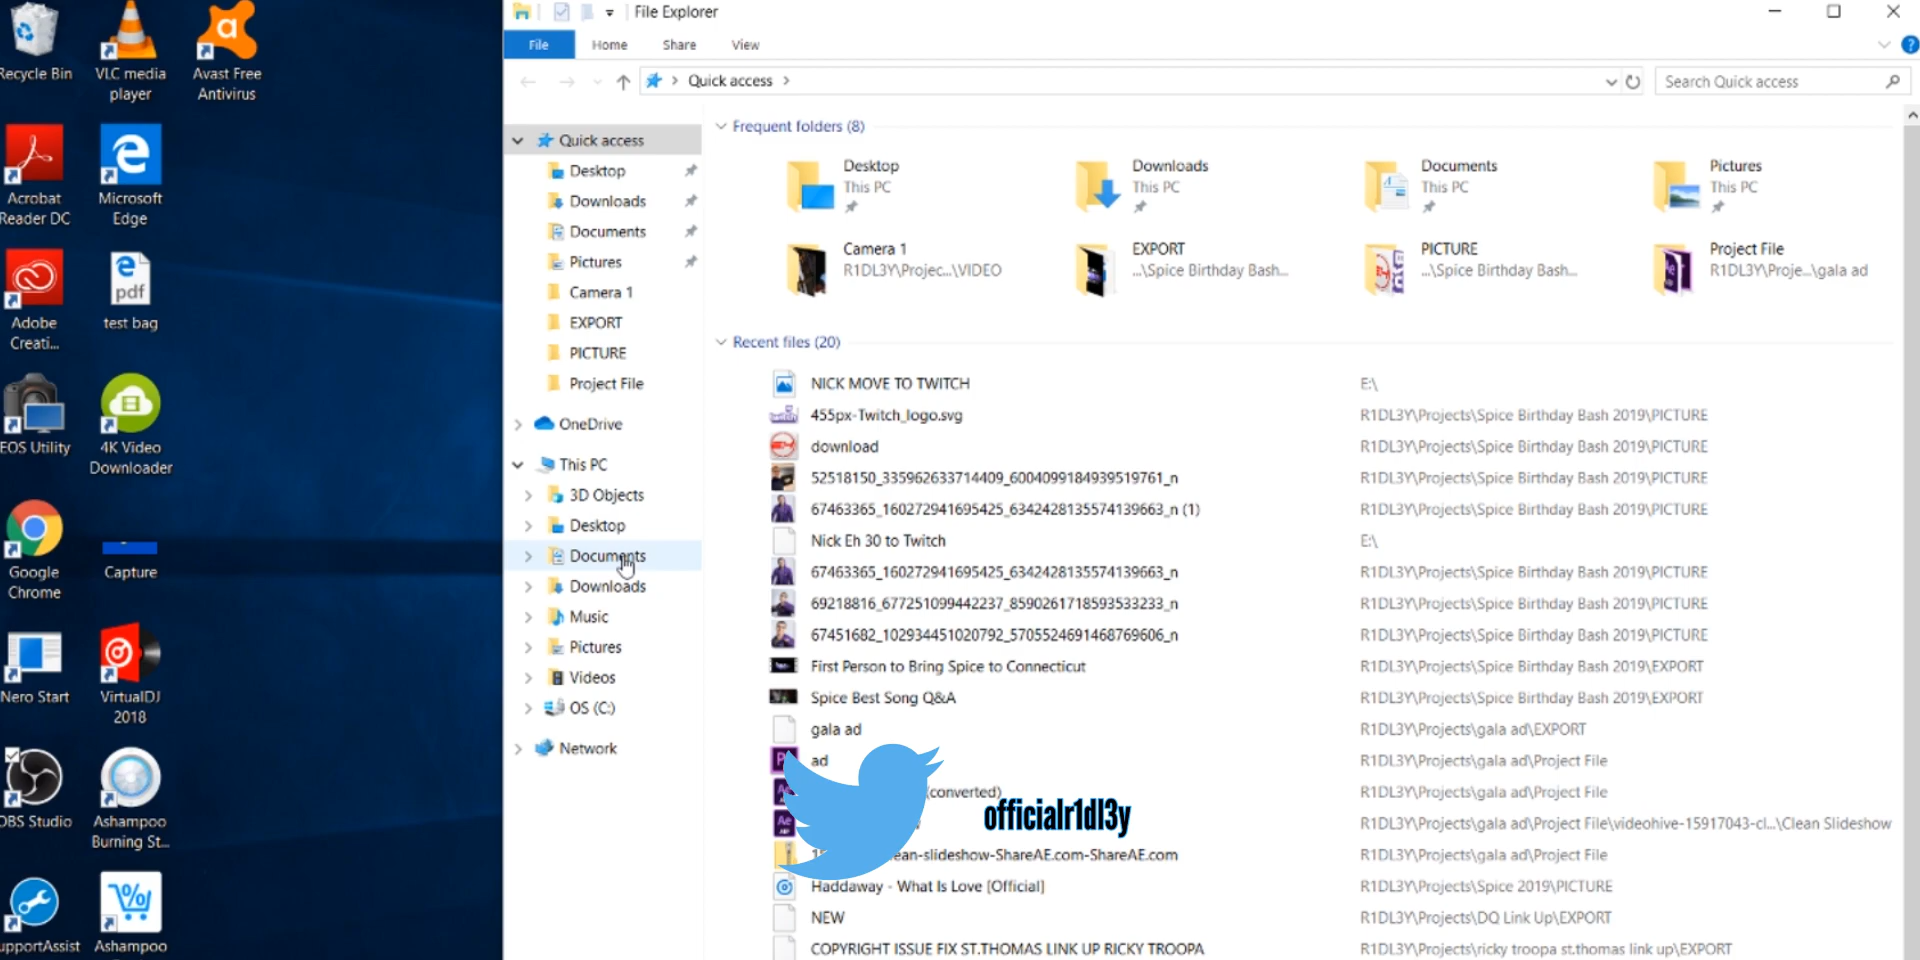 Recycle Bin
VLC media
player
Avast Free
Antivirus
Acrobat
Reader DC
Microsoft
Edge
Adobe
Creati...
pdf
test bag
EOS Utility
4K Video
Downloader
Google
Chrome
Capture
Nero Start
VirtualDJ
2018
OBS Studio
Ashampoo
Burning St...
upportAssist
Ashampoo
File Explorer
File
Home
Share
View
Quick access
Search Quick access
Quick access
Desktop
Downloads
Documents
Pictures
Camera 1
EXPORT
PICTURE
Project File
OneDrive
This PC
3D Objects
Desktop
Documents
Downloads
Music
Pictures
Videos
OS (C:)
Network
Frequent folders (8)
Desktop
This PC
Downloads
This PC
Documents
This PC
Pictures
This PC
Camera 1
R1DL3Y\Projec...\VIDEO
EXPORT
...\Spice Birthday Bash...
PICTURE
...\Spice Birthday Bash...
Project File
R1DL3Y\Proje...\gala ad
Recent files (20)
NICK MOVE TO TWITCH E:\
455px-Twitch_logo.svg R1DL3Y\Projects\Spice Birthday Bash 2019\PICTURE
download R1DL3Y\Projects\Spice Birthday Bash 2019\PICTURE
52518150_335962633714409_6004099184939519761_n R1DL3Y\Projects\Spice Birthday Bash 2019\PICTURE
67463365_160272941695425_6342428135574139663_n (1) R1DL3Y\Projects\Spice Birthday Bash 2019\PICTURE
Nick Eh 30 to Twitch E:\
67463365_160272941695425_6342428135574139663_n R1DL3Y\Projects\Spice Birthday Bash 2019\PICTURE
69218816_677251099442237_8590261718593533233_n R1DL3Y\Projects\Spice Birthday Bash 2019\PICTURE
67451682_102934451020792_5705524691468769606_n R1DL3Y\Projects\Spice Birthday Bash 2019\PICTURE
First Person to Bring Spice to Connecticut R1DL3Y\Projects\Spice Birthday Bash 2019\EXPORT
Spice Best Song Q&A R1DL3Y\Projects\Spice Birthday Bash 2019\EXPORT
gala ad R1DL3Y\Projects\gala ad\EXPORT
ad R1DL3Y\Projects\gala ad\Project File
(converted) R1DL3Y\Projects\gala ad\Project File
officialr1dl3y
R1DL3Y\Projects\gala ad\Project File\videohive-15917043-cl...\Clean Slideshow
ean-slideshow-ShareAE.com-ShareAE.com R1DL3Y\Projects\gala ad\Project File
Haddaway - What Is Love [Official] R1DL3Y\Projects\Spice 2019\PICTURE
NEW R1DL3Y\Projects\DQ Link Up\EXPORT
COPYRIGHT ISSUE FIX ST.THOMAS LINK UP RICKY TROOPA R1DL3Y\Projects\ricky troopa st.thomas link up\EXPORT